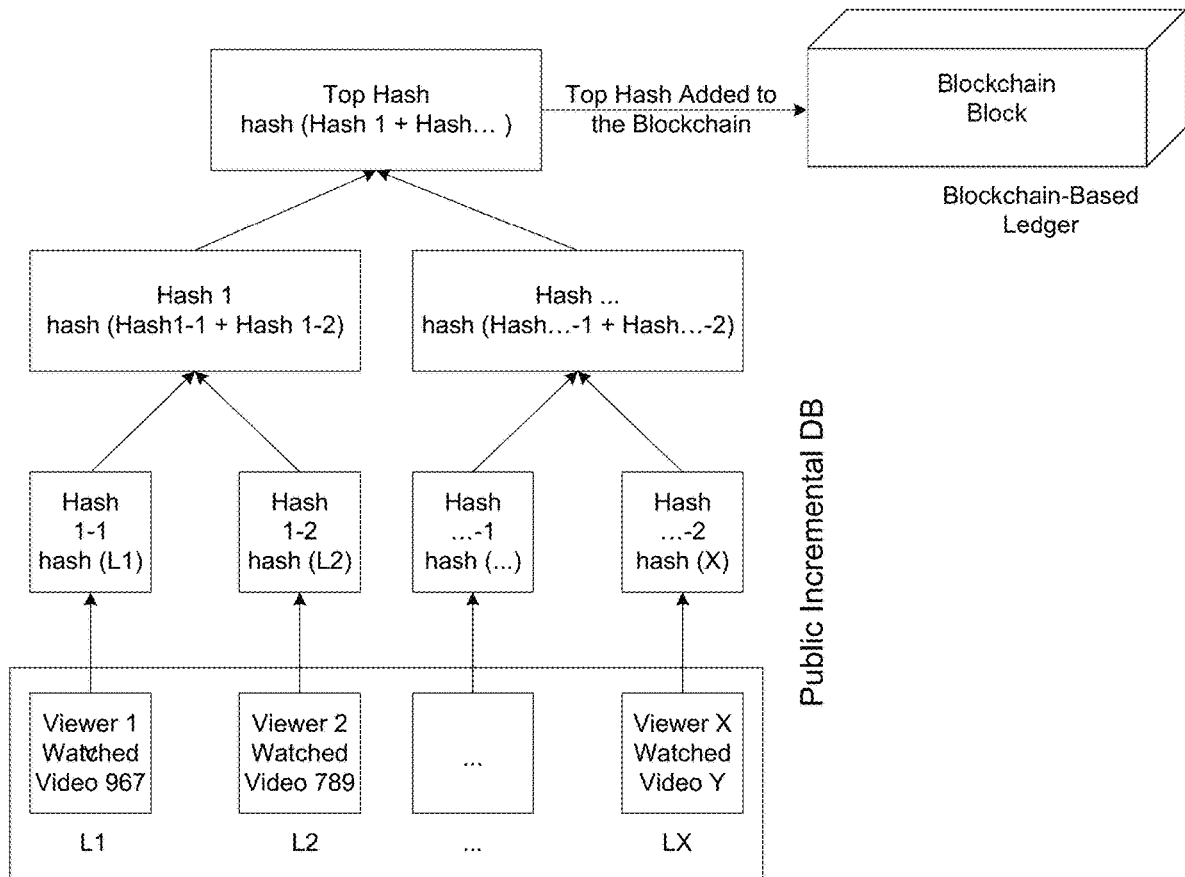 Top Hash
hash (Hash 1 + Hash… )
Top Hash Added to
the Blockchain
Blockchain
Block
Blockchain-Based
Ledger
Hash 1
hash (Hash1-1 + Hash 1-2)
Hash ...
hash (Hash…-1 + Hash…-2)
Hash
1-1
hash (L1)
Hash
1-2
hash (L2)
Hash
…-1
hash (...)
Hash
…-2
hash (X)
Public Incremental DB
Viewer 1
Watched
Video 967
Viewer 2
Watched
Video 789
...
Viewer X
Watched
Video Y
L1
L2
...
LX